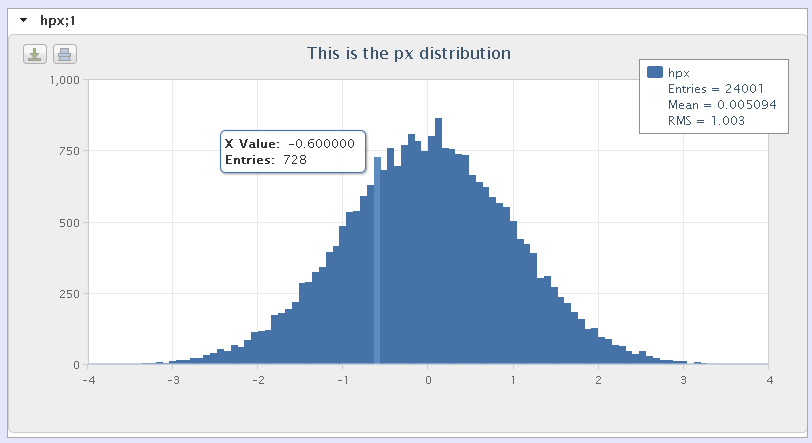 hpx;1
This is the px distribution
hpx
Entries = 24001
Mean = 0.005094
RMS = 1.003
1,000
X Value: -0.600000
Entries: 728
750
500
250
0
-4 -3 -2 -1 0 1 2 3 4